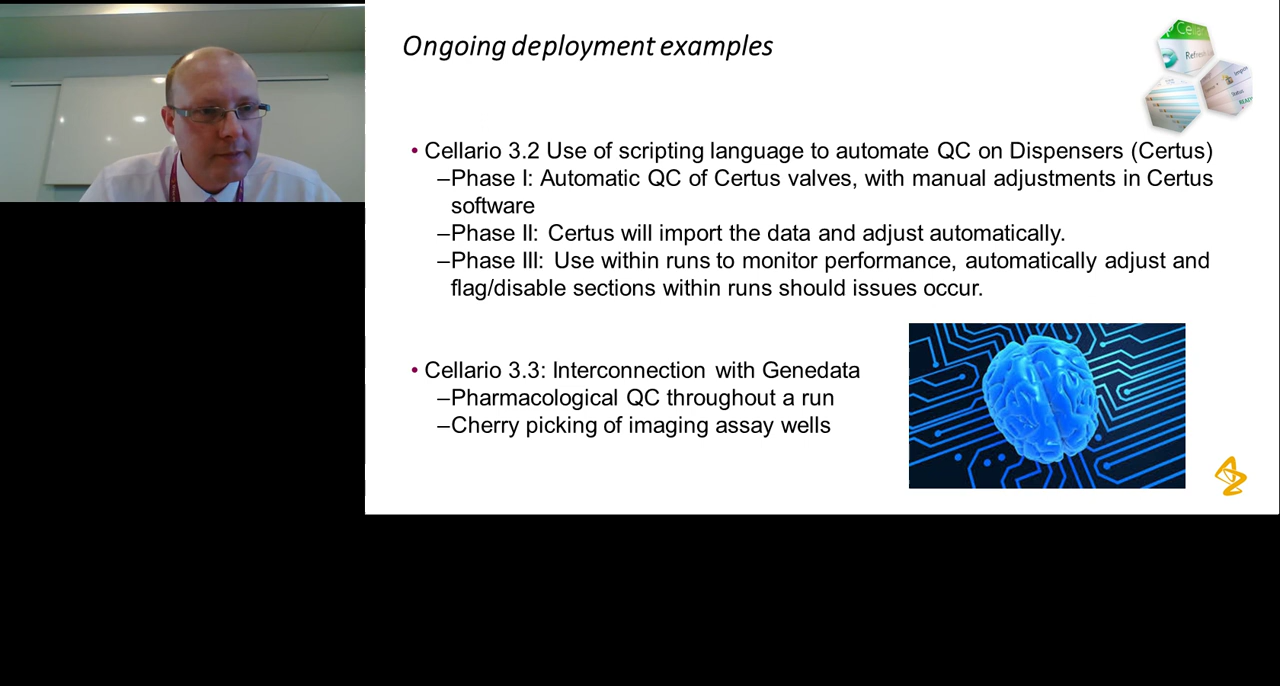 Ongoing deployment examples
• Cellario 3.2 Use of scripting language to automate QC on Dispensers (Certus)
–Phase I: Automatic QC of Certus valves, with manual adjustments in Certus
software
–Phase II: Certus will import the data and adjust automatically.
–Phase III: Use within runs to monitor performance, automatically adjust and
flag/disable sections within runs should issues occur.
• Cellario 3.3: Interconnection with Genedata
–Pharmacological QC throughout a run
–Cherry picking of imaging assay wells
Status